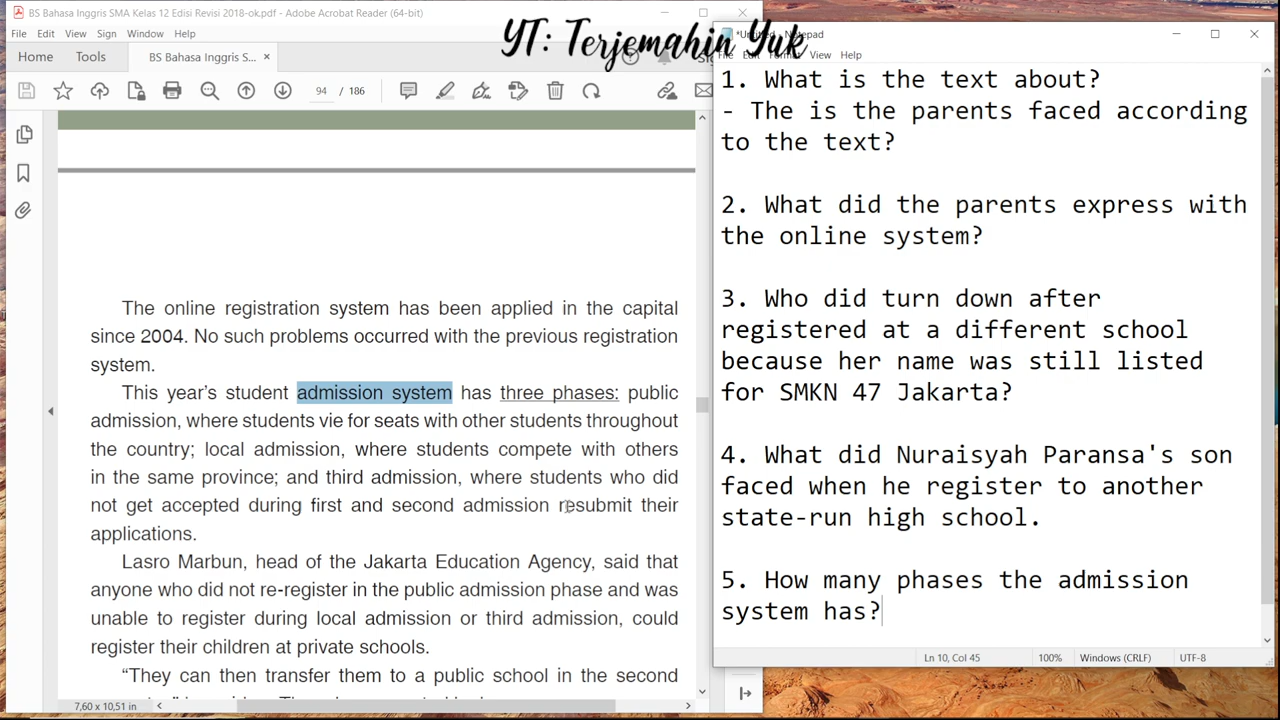 BS Bahasa Inggris SMA Kelas 12 Edisi Revisi 2018-ok.pdf - Adobe Acrobat Reader (64-bit)
File Edit View Sign Window Help
Home Tools BS Bahasa Inggris S... ×
94 / 186
The online registration system has been applied in the capital
since 2004. No such problems occurred with the previous registration
system.
This year's student admission system has three phases: public
admission, where students vie for seats with other students throughout
the country; local admission, where students compete with others
in the same province; and third admission, where students who did
not get accepted during first and second admission resubmit their
applications.
Lasro Marbun, head of the Jakarta Education Agency, said that
anyone who did not re-register in the public admission phase and was
unable to register during local admission or third admission, could
register their children at private schools.
“They can then transfer them to a public school in the second
7,60 x 10,51 in
YT: Terjemahin Yuk
*Untitled - Notepad
File Edit Format View Help
1. What is the text about?
- The is the parents faced according
to the text?
2. What did the parents express with
the online system?
3. Who did turn down after
registered at a different school
because her name was still listed
for SMKN 47 Jakarta?
4. What did Nuraisyah Paransa's son
faced when he register to another
state-run high school.
5. How many phases the admission
system has?
Ln 10, Col 45 100% Windows (CRLF) UTF-8